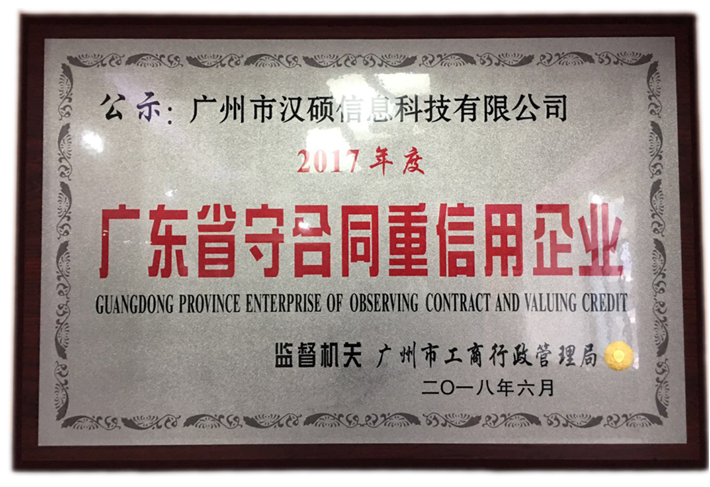 公示：广州市汉硕信息科技有限公司
2017年度
广东省守合同重信用企业
GUANGDONG PROVINCE ENTERPRISE OF OBSERVING CONTRACT AND VALUING CREDIT
监督机关 广州市工商行政管理局
二〇一八年六月